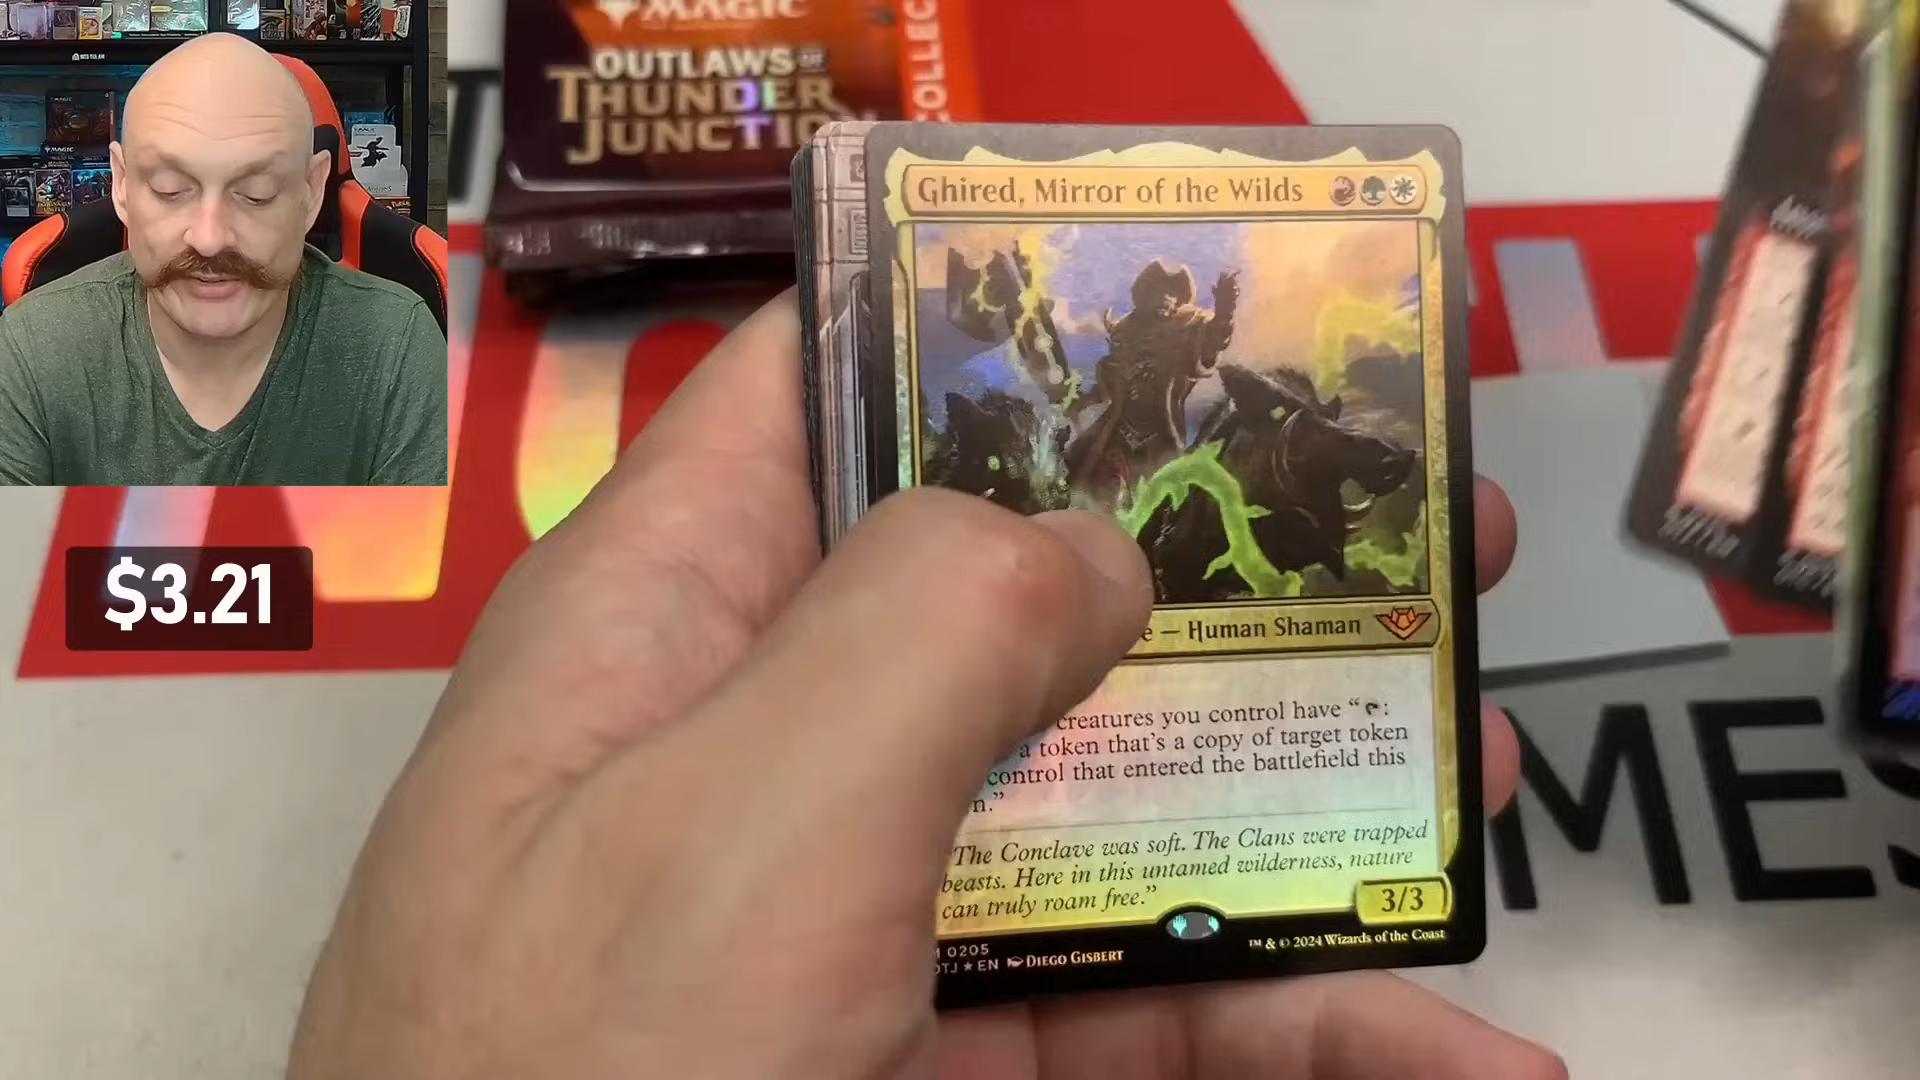 MAGIC
OUTLAWS OF
THUNDER
JUNCTIO
COLLEC
MAGIC
Ghired, Mirror of the Wilds
$3.21
e — Human Shaman
creatures you control have “
:
a token that’s a copy of target token
control that entered the battlefield this
n.”
The Conclave was soft. The Clans were trapped
beasts. Here in this untamed wilderness, nature
can truly roam free.”
3/3
0205
OTJ ★ EN DIEGO GISBERT
™ & © 2024 Wizards of the Coast
MES